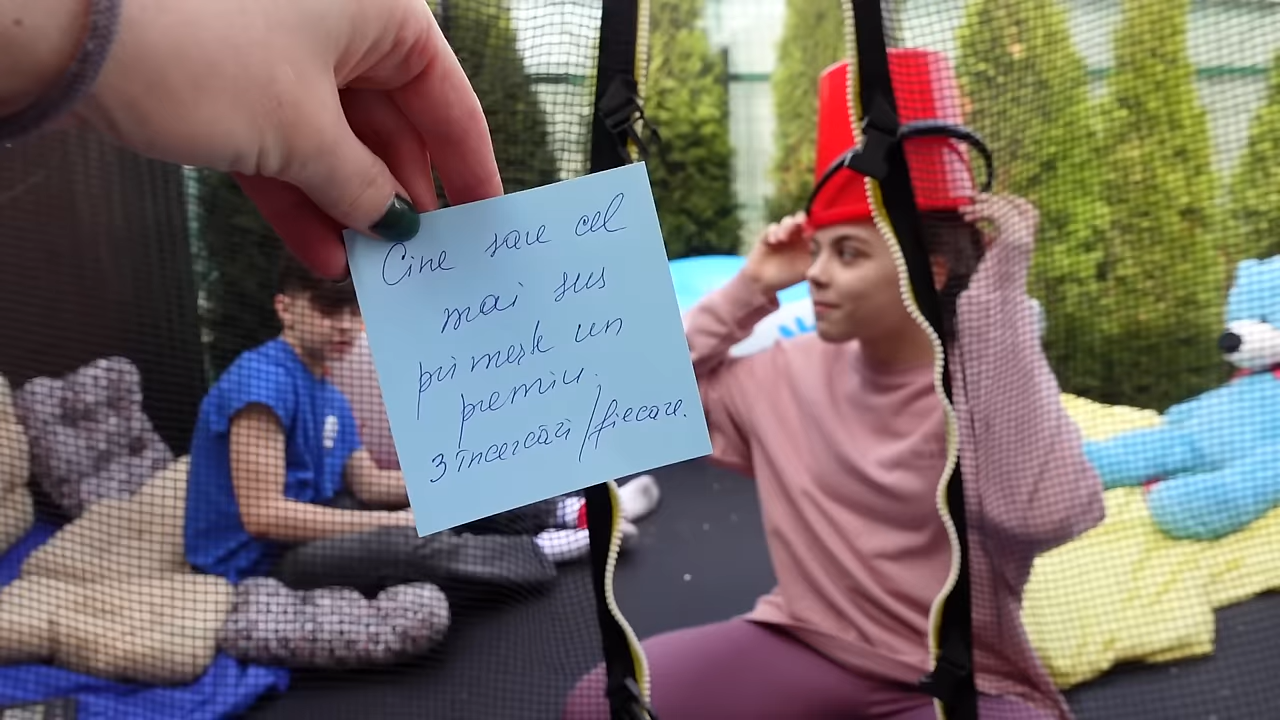 Cine sare cel
mai sus
primește un
premiu.
3 încercări/fiecare.